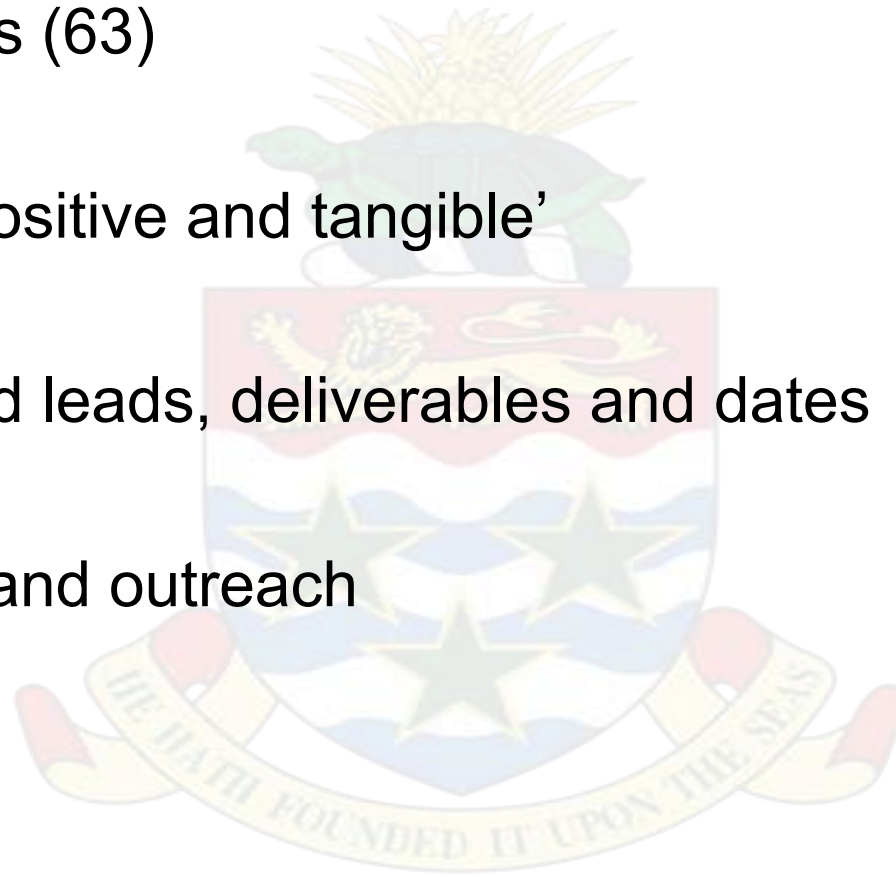 s (63)
ositive and tangible’
d leads, deliverables and dates
and outreach
HE HATH FOUNDED IT UPON THE SEAS